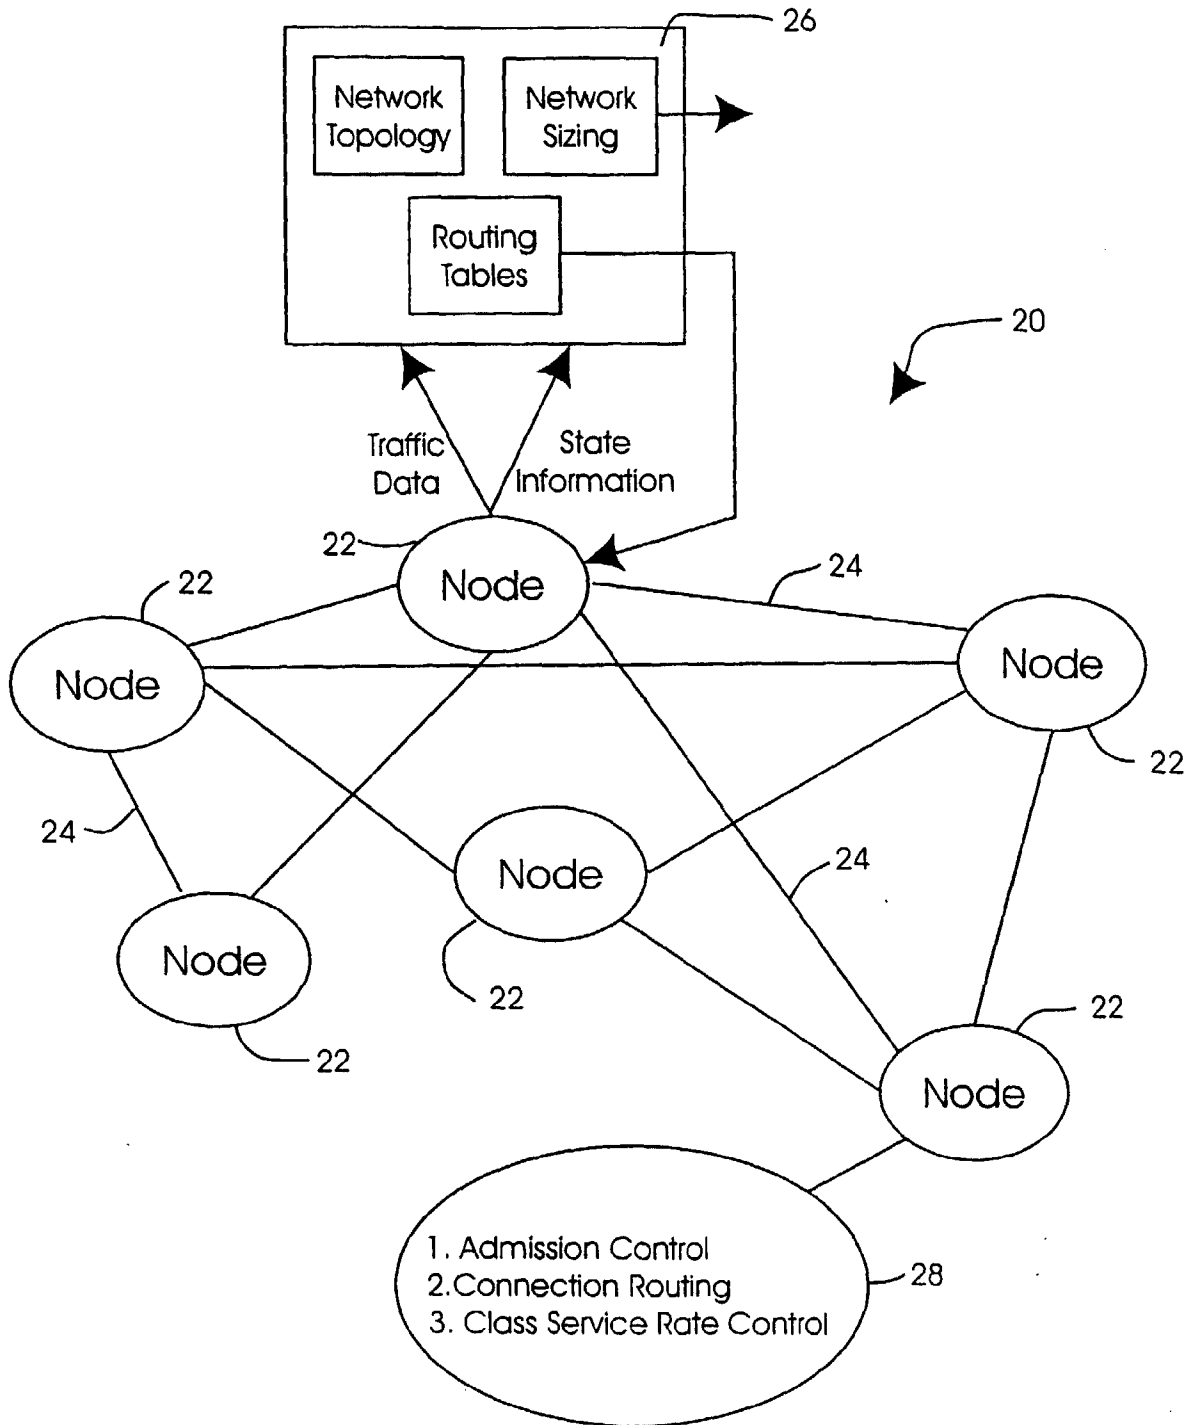 26
Network
Topology
Network
Sizing
Routing
Tables
20
Traffic
Data
State
Information
22
Node
24
22
Node
Node
22
24
Node
24
22
Node
22
22
Node
1. Admission Control
2.Connection Routing
3. Class Service Rate Control
28